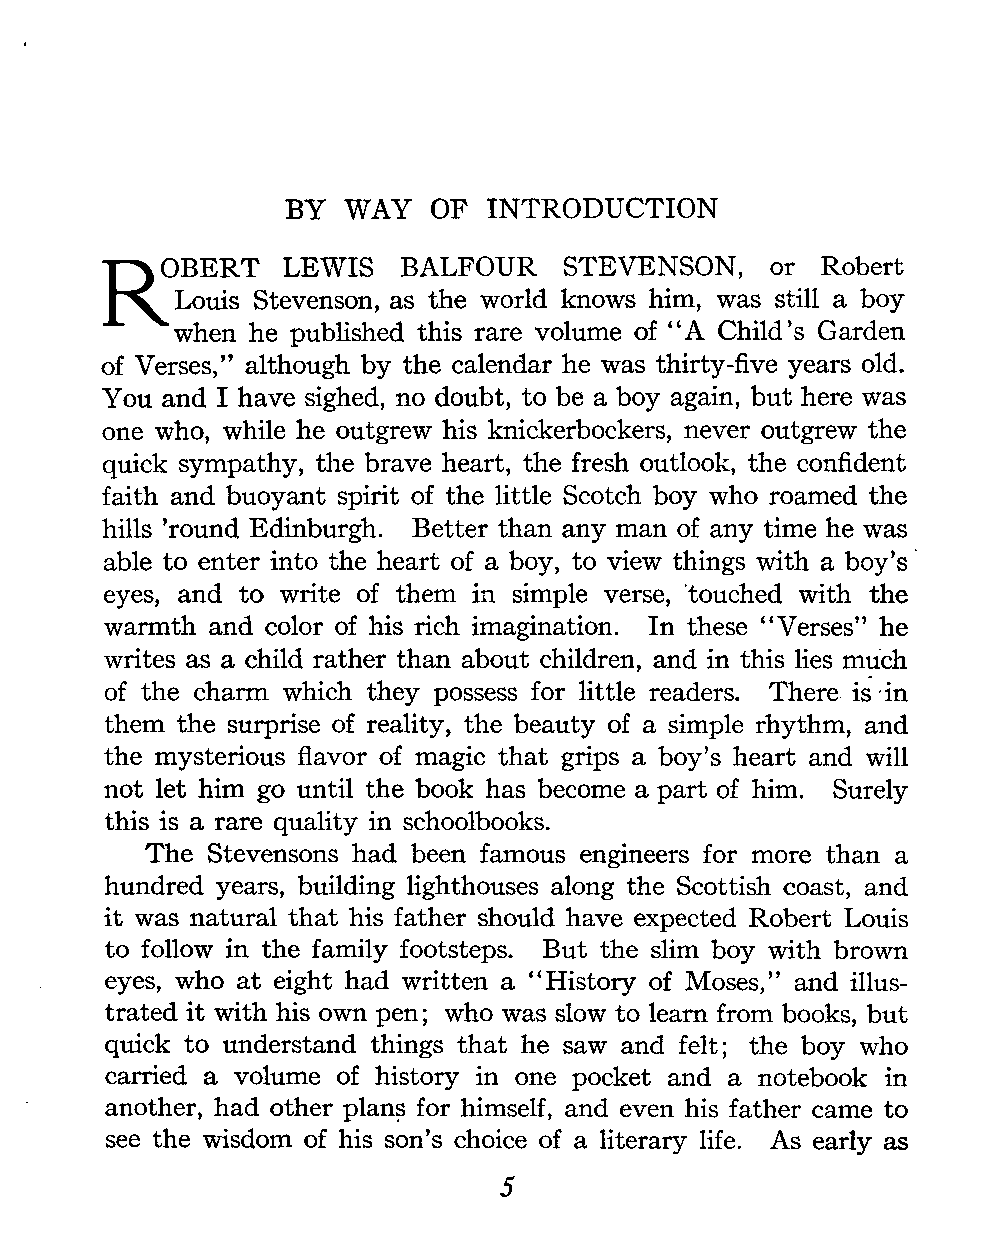 BY WAY OF INTRODUCTION
ROBERT LEWIS BALFOUR STEVENSON, or Robert
Louis Stevenson, as the world knows him, was still a boy
when he published this rare volume of “A Child’s Garden
of Verses,” although by the calendar he was thirty-five years old.
You and I have sighed, no doubt, to be a boy again, but here was
one who, while he outgrew his knickerbockers, never outgrew the
quick sympathy, the brave heart, the fresh outlook, the confident
faith and buoyant spirit of the little Scotch boy who roamed the
hills ’round Edinburgh. Better than any man of any time he was
able to enter into the heart of a boy, to view things with a boy’s
eyes, and to write of them in simple verse, touched with the
warmth and color of his rich imagination. In these “Verses” he
writes as a child rather than about children, and in this lies much
of the charm which they possess for little readers. There is in
them the surprise of reality, the beauty of a simple rhythm, and
the mysterious flavor of magic that grips a boy’s heart and will
not let him go until the book has become a part of him. Surely
this is a rare quality in schoolbooks.
The Stevensons had been famous engineers for more than a
hundred years, building lighthouses along the Scottish coast, and
it was natural that his father should have expected Robert Louis
to follow in the family footsteps. But the slim boy with brown
eyes, who at eight had written a “History of Moses,” and illus-
trated it with his own pen; who was slow to learn from books, but
quick to understand things that he saw and felt; the boy who
carried a volume of history in one pocket and a notebook in
another, had other plans for himself, and even his father came to
see the wisdom of his son’s choice of a literary life. As early as
5